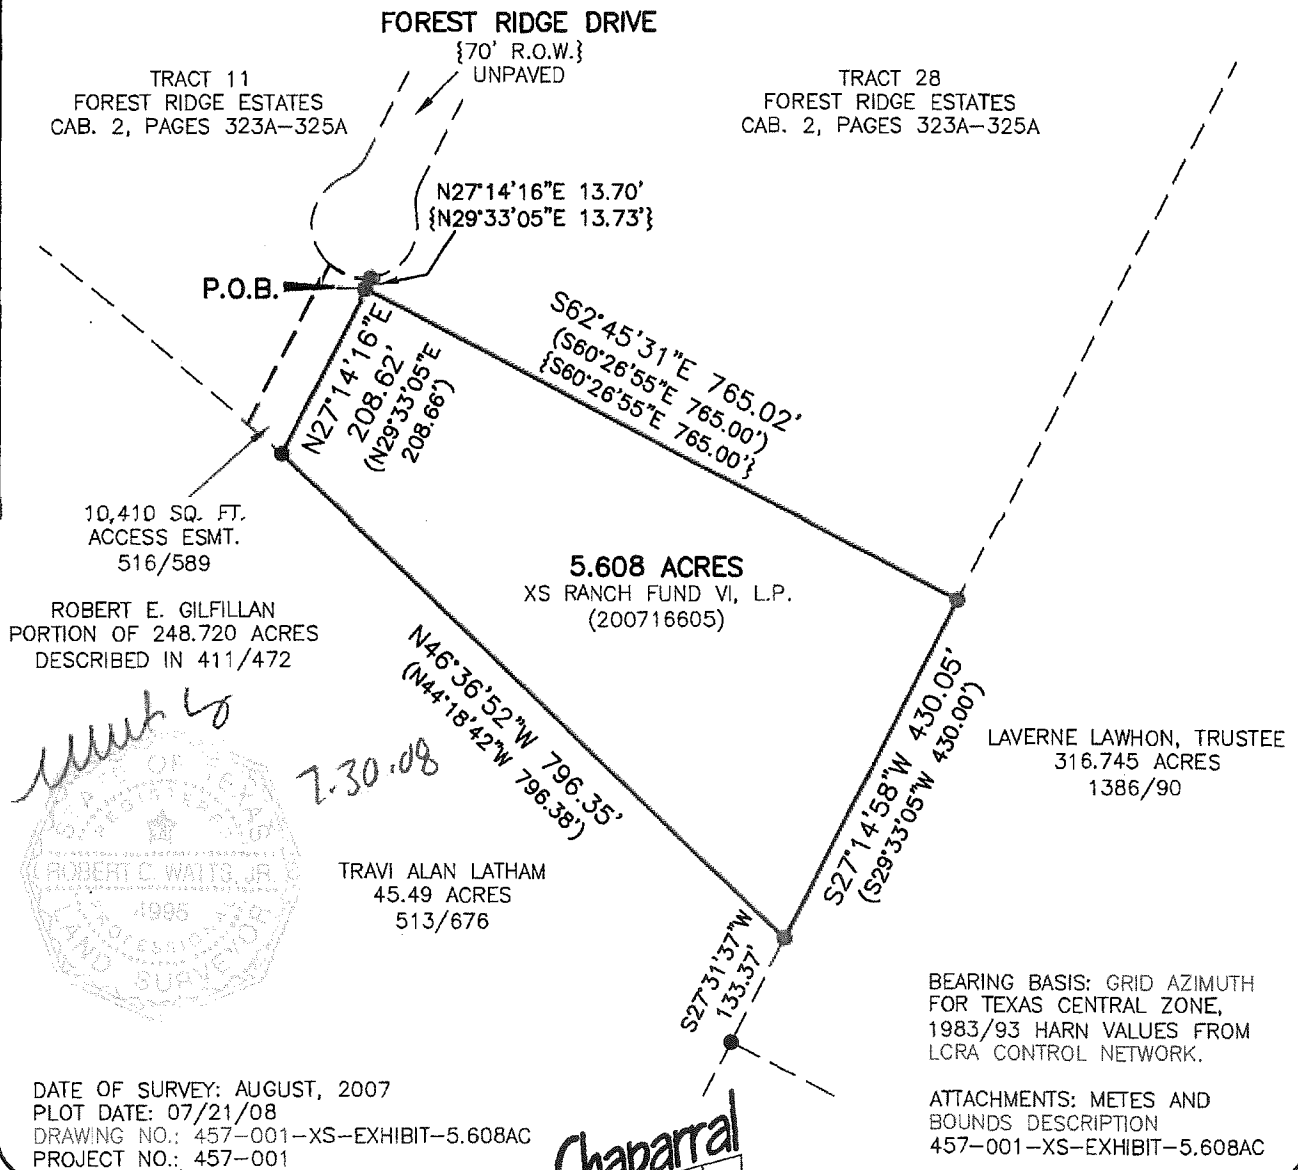 FOREST RIDGE DRIVE
{70' R.O.W.}
UNPAVED
TRACT 11
FOREST RIDGE ESTATES
CAB. 2, PAGES 323A-325A
TRACT 28
FOREST RIDGE ESTATES
CAB. 2, PAGES 323A-325A
N27°14'16"E 13.70'
{N29°33'05"E 13.73'}
P.O.B.
S62°45'31"E 765.02'
(S60°26'55"E 765.00')
{S60°26'55"E 765.00'}
N27°14'16"E
208.62'
(N29°33'05"E
208.66')
10,410 SQ. FT.
ACCESS ESMT.
516/589
5.608 ACRES
XS RANCH FUND VI, L.P.
(200716605)
ROBERT E. GILFILLAN
PORTION OF 248.720 ACRES
DESCRIBED IN 411/472
N46°36'52"W 796.35'
(N44°18'42"W 796.38')
S27°14'58"W 430.05'
(S29°33'05"W 430.00')
LAVERNE LAWHON, TRUSTEE
316.745 ACRES
1386/90
7.30.08
STATE OF TEXAS
REGISTERED
ROBERT C. WATTS, JR.
4995
PROFESSIONAL
LAND SURVEYOR
TRAVI ALAN LATHAM
45.49 ACRES
513/676
S27°31'37"W
133.37'
BEARING BASIS: GRID AZIMUTH
FOR TEXAS CENTRAL ZONE,
1983/93 HARN VALUES FROM
LCRA CONTROL NETWORK.
DATE OF SURVEY: AUGUST, 2007
PLOT DATE: 07/21/08
DRAWING NO.: 457-001-XS-EXHIBIT-5.608AC
PROJECT NO.: 457-001
Chaparral
ATTACHMENTS: METES AND
BOUNDS DESCRIPTION
457-001-XS-EXHIBIT-5.608AC